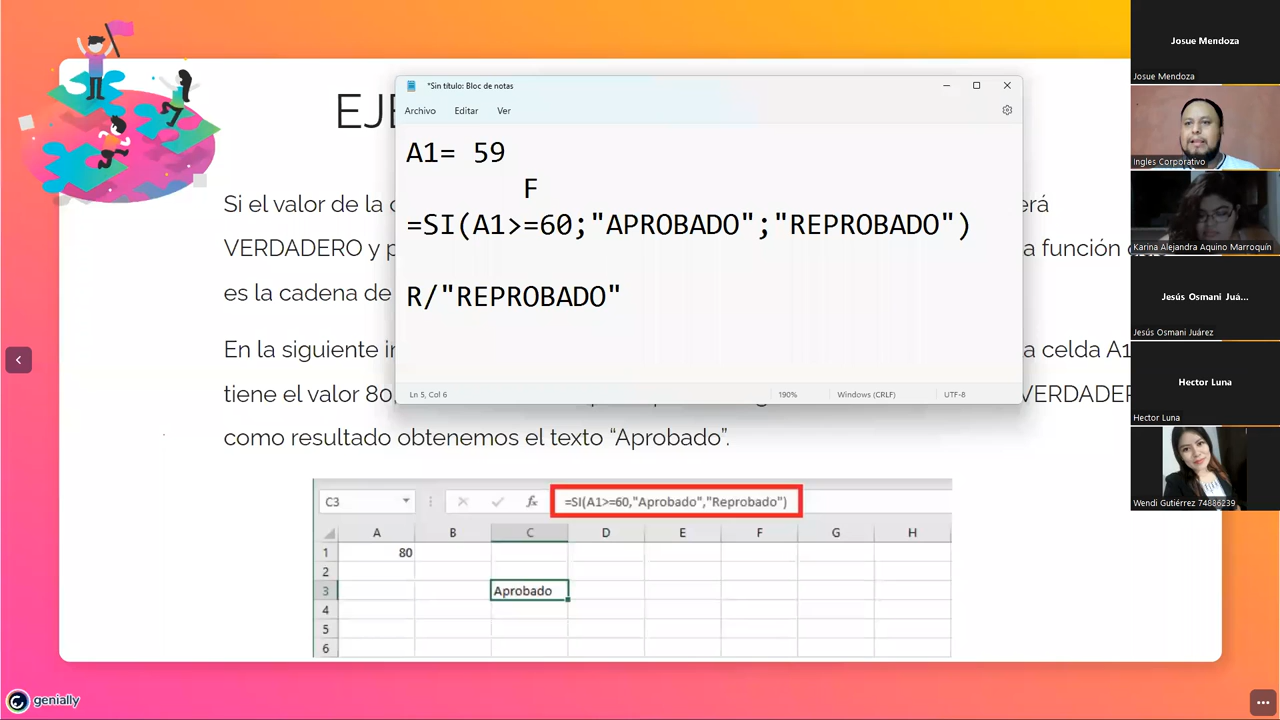 EJE
Si el valor de la c
erá
VERDADERO y p
a función
es la cadena de
En la siguiente i
a celda A1
tiene el valor 80
VERDADER
como resultado obtenemos el texto “Aprobado”.
*Sin título: Bloc de notas
Archivo Editar Ver
A1= 59
F
=SI(A1>=60;"APROBADO";"REPROBADO")
R/"REPROBADO"
Ln 5, Col 6 190% Windows (CRLF) UTF-8
C3 fx =SI(A1>=60,"Aprobado","Reprobado")
A B C D E F G H
1 80
2
3 Aprobado
4
5
6
genially
Josue Mendoza
Josue Mendoza
Ingles Corporativo
Karina Alejandra Aquino Marroquín
Jesús Osmani Juá...
Jesús Osmani Juárez
Hector Luna
Hector Luna
Wendi Gutiérrez 74886239